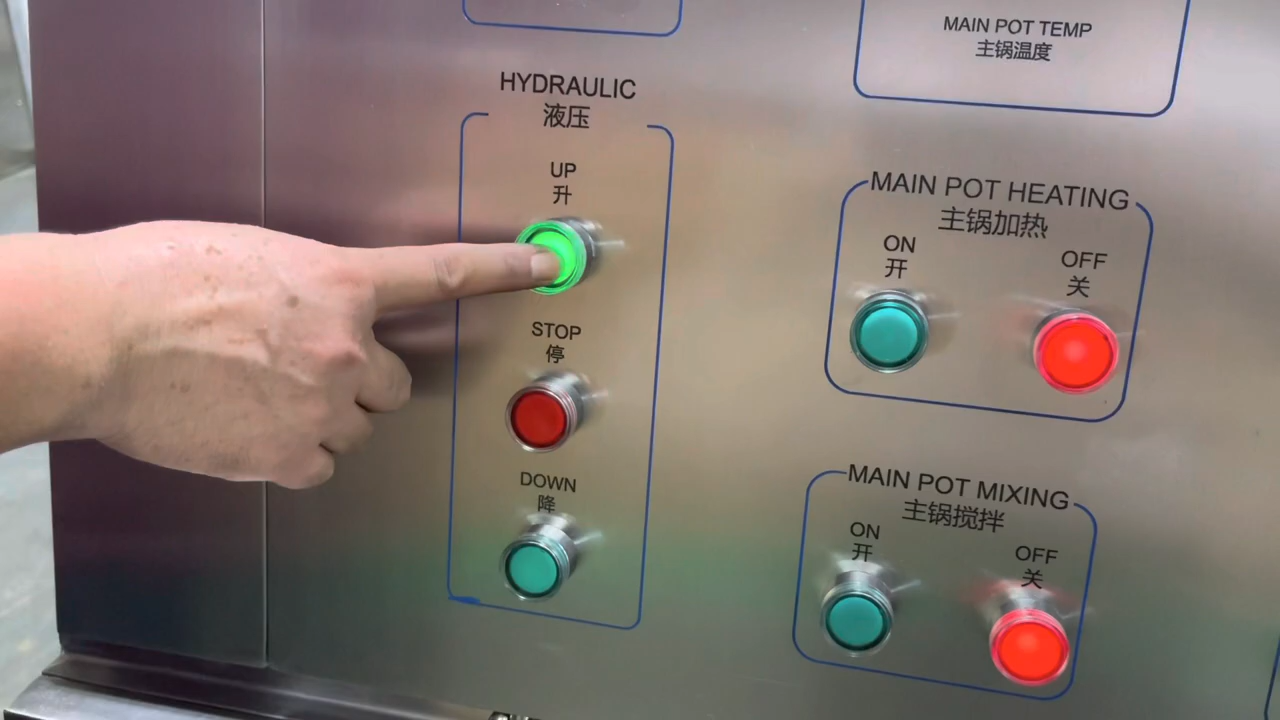 MAIN POT TEMP
主锅温度
HYDRAULIC
液压
UP
升
STOP
停
DOWN
降
MAIN POT HEATING
主锅加热
ON
开
OFF
关
MAIN POT MIXING
主锅搅拌
ON
开
OFF
关